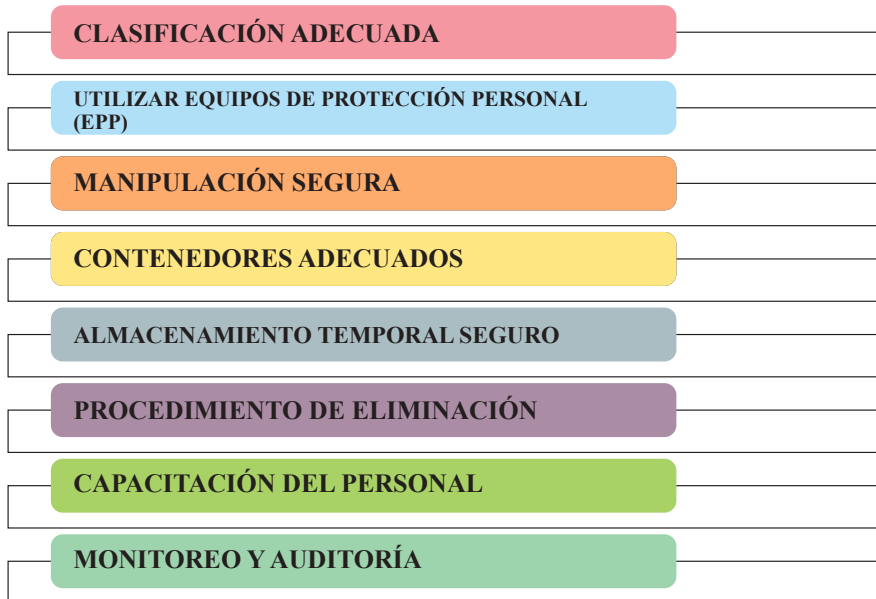 CLASIFICACIÓN ADECUADA
UTILIZAR EQUIPOS DE PROTECCIÓN PERSONAL
(EPP)
MANIPULACIÓN SEGURA
CONTENEDORES ADECUADOS
ALMACENAMIENTO TEMPORAL SEGURO
PROCEDIMIENTO DE ELIMINACIÓN
CAPACITACIÓN DEL PERSONAL
MONITOREO Y AUDITORÍA